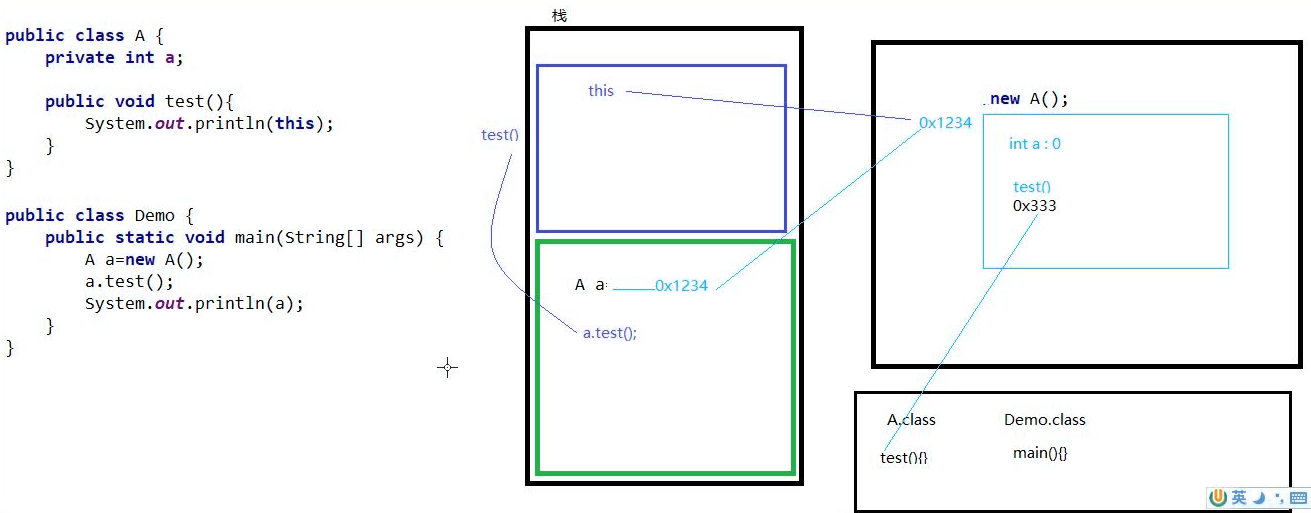 public class A {
private int a;
public void test(){
System.out.println(this);
}
}
public class Demo {
public static void main(String[] args) {
A a=new A();
a.test();
System.out.println(a);
}
}
栈
this
test()
A a=
0x1234
a.test();
new A();
0x1234
int a : 0
test()
0x333
A.class
Demo.class
test(){}
main(){}
英